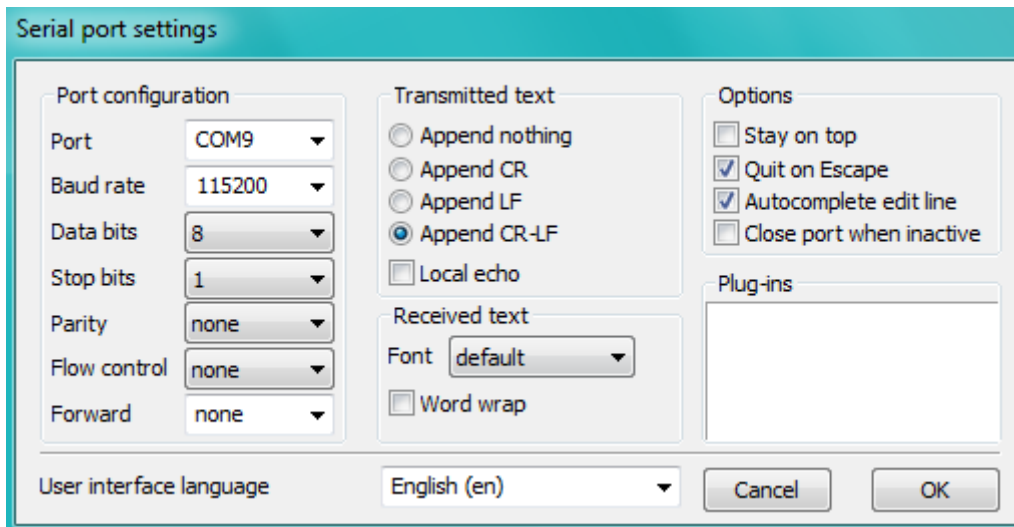 Serial port settings
Port configuration
Port COM9
Baud rate 115200
Data bits 8
Stop bits 1
Parity none
Flow control none
Forward none
Transmitted text
Append nothing
Append CR
Append LF
Append CR-LF
Local echo
Received text
Font default
Word wrap
Options
Stay on top
Quit on Escape
Autocomplete edit line
Close port when inactive
Plug-ins
User interface language English (en) Cancel OK